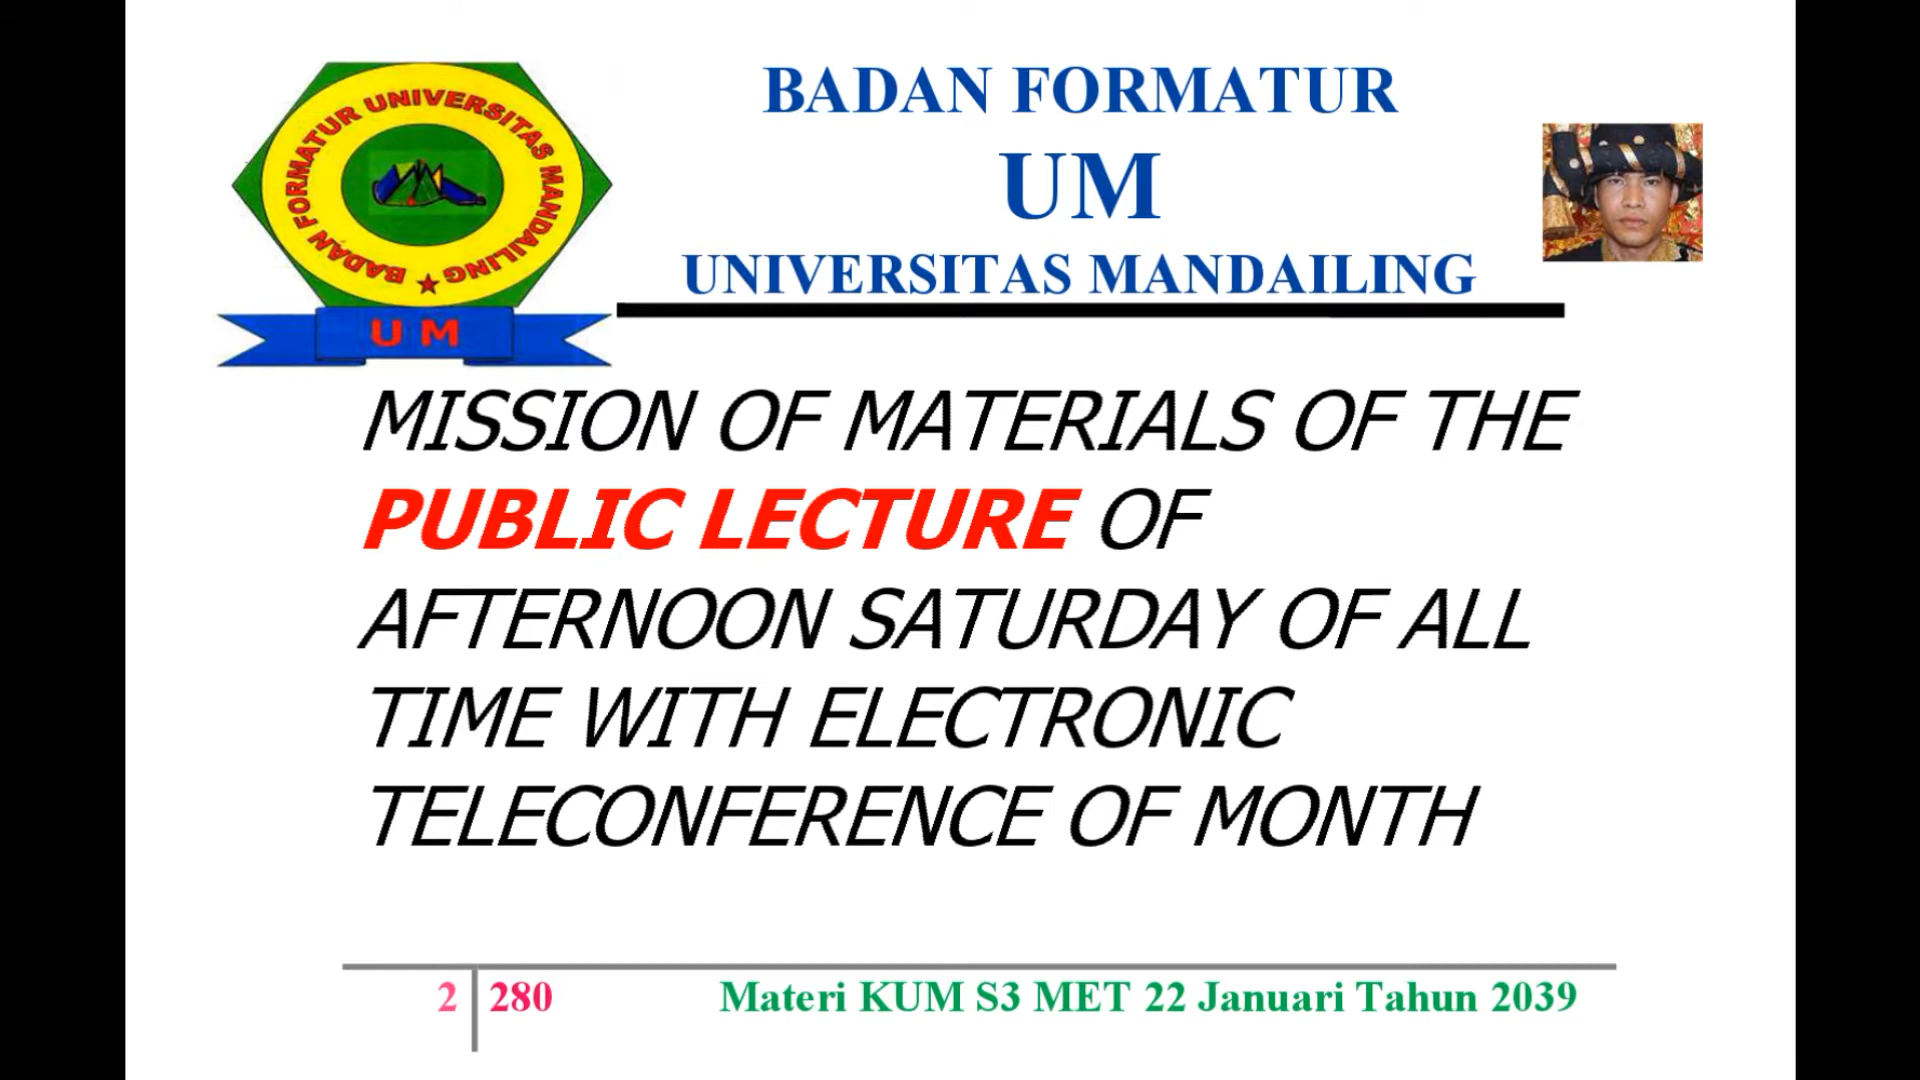 BADAN FORMATUR UNIVERSITAS MANDAILING
U M
BADAN FORMATUR
UM
UNIVERSITAS MANDAILING
MISSION OF MATERIALS OF THE
PUBLIC LECTURE OF
AFTERNOON SATURDAY OF ALL
TIME WITH ELECTRONIC
TELECONFERENCE OF MONTH
2 280 Materi KUM S3 MET 22 Januari Tahun 2039